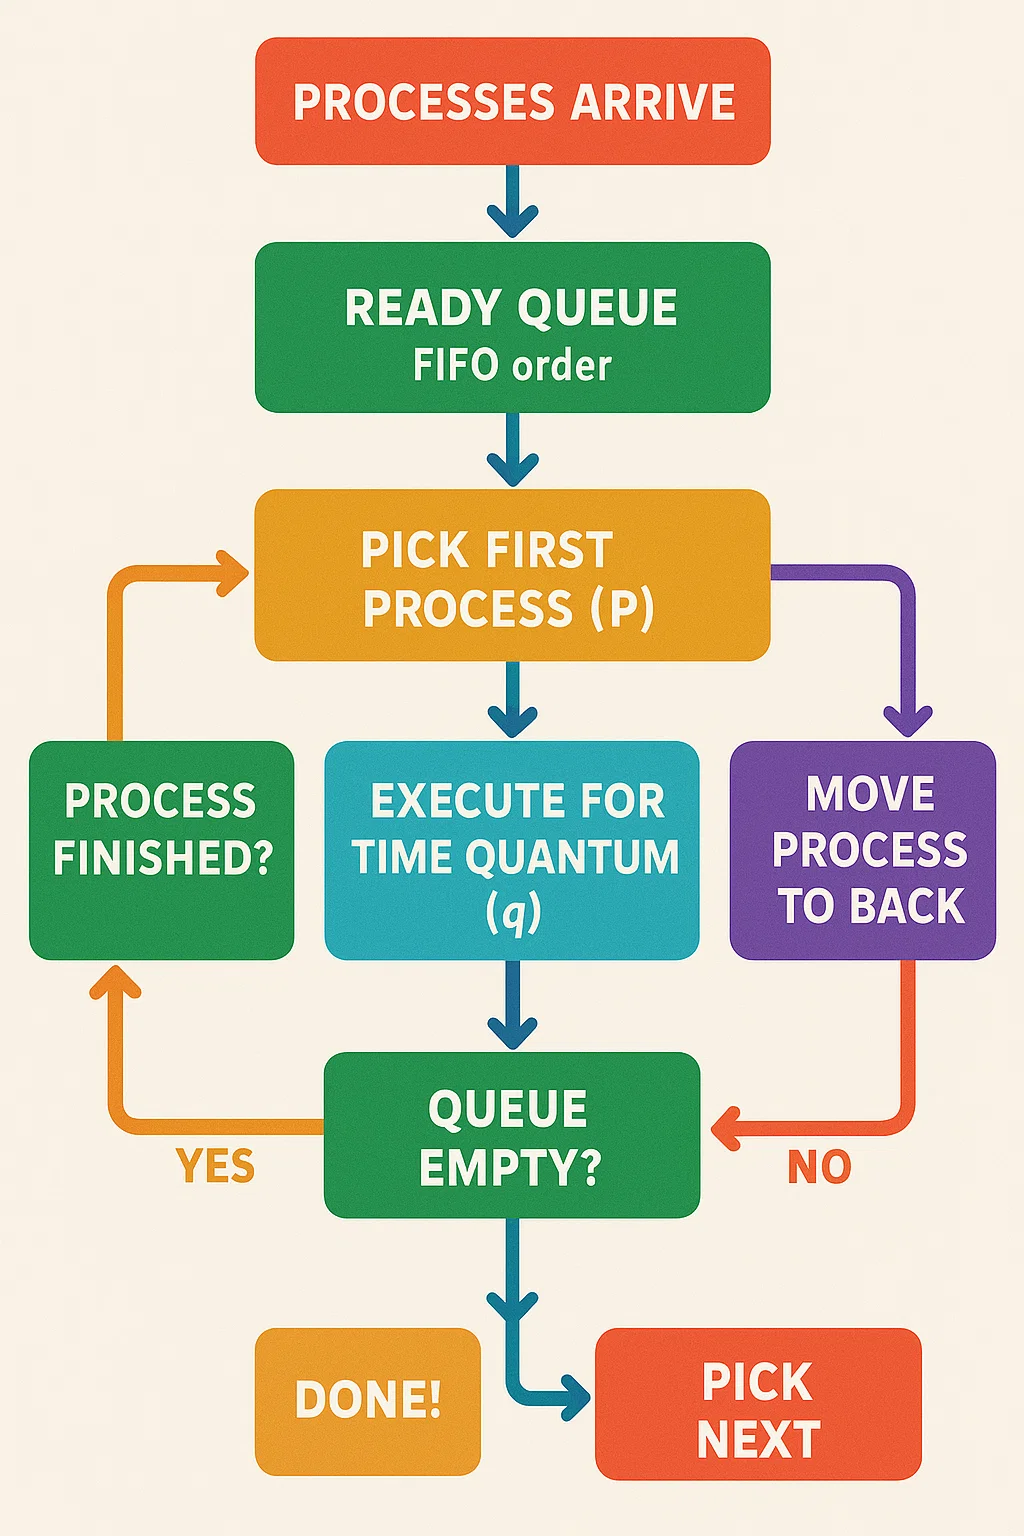 PROCESSES ARRIVE
READY QUEUE
FIFO order
PICK FIRST
PROCESS (P)
PROCESS
FINISHED?
EXECUTE FOR
TIME QUANTUM
(q)
MOVE
PROCESS
TO BACK
QUEUE
EMPTY?
YES
NO
DONE!
PICK
NEXT